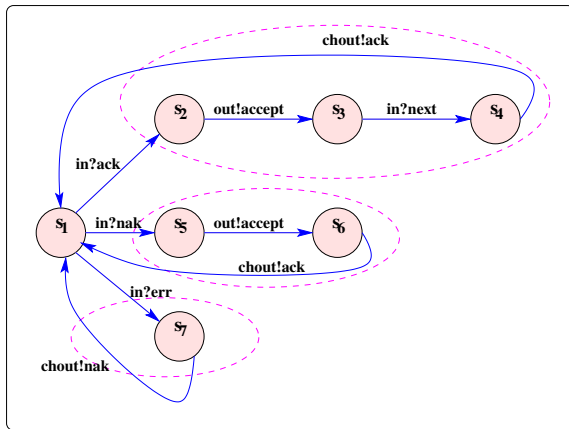 chout!ack
s2 out!accept s3 in?next s4
in?ack
s1 in?nak s5 out!accept s6
chout!ack
in?err
s7
chout!nak